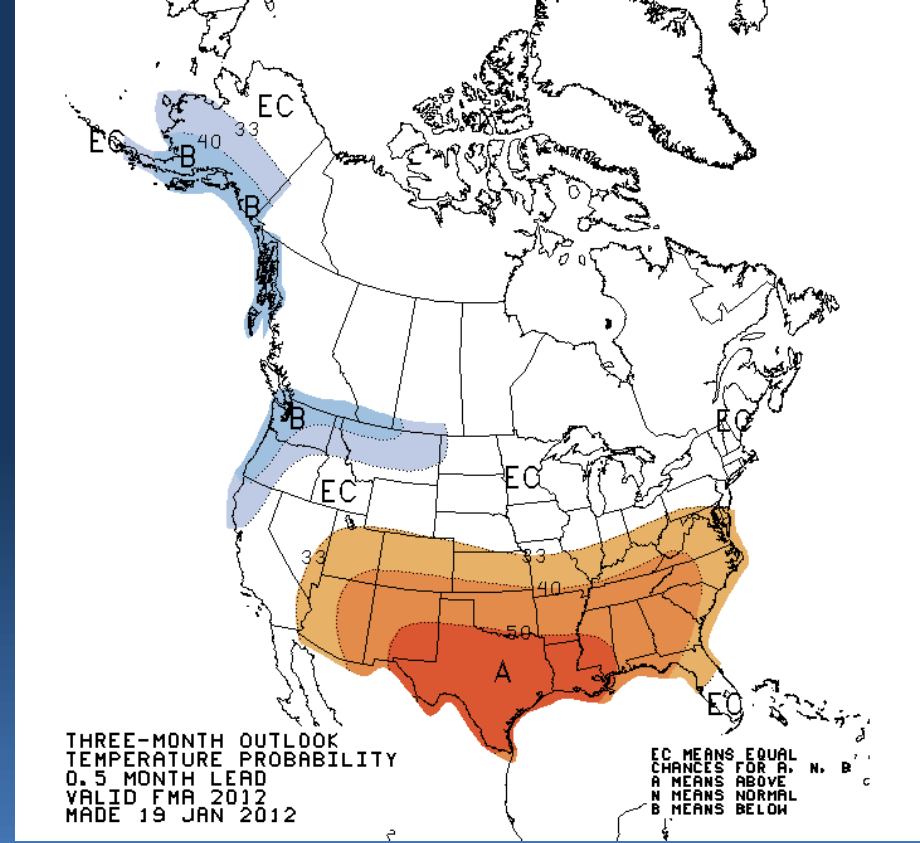 EC
33
EC
40
B
B
B
EC
EC
EC
33
33
40
50
A
EC
THREE-MONTH OUTLOOK
TEMPERATURE PROBABILITY
0.5 MONTH LEAD
VALID FMA 2012
MADE 19 JAN 2012
EC MEANS EQUAL
CHANCES FOR A, N, B
A MEANS ABOVE
N MEANS NORMAL
B MEANS BELOW